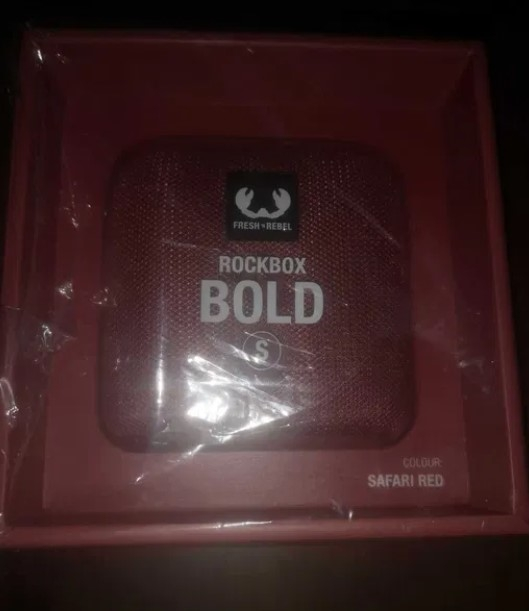 FRESH 'N REBEL
ROCKBOX
BOLD
S
COLOUR:
SAFARI RED